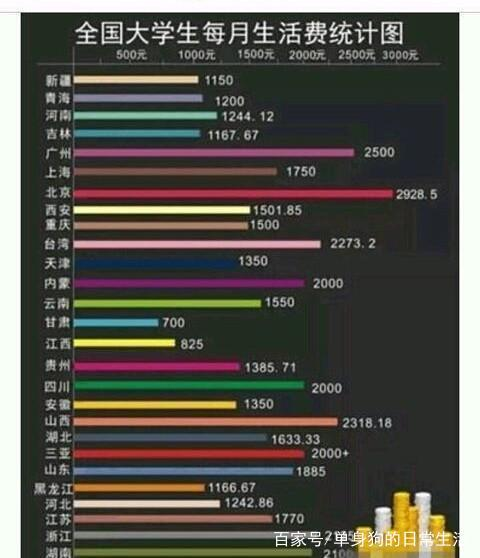 全国大学生每月生活费统计图
500元 1000元 1500元 2000元 2500元 3000元
新疆 1150
青海 1200
河南 1244.12
吉林 1167.67
广州 2500
上海 1750
北京 2928.5
西安 1501.85
重庆 1500
台湾 2273.2
天津 1350
内蒙 2000
云南 1550
甘肃 700
江西 825
贵州 1385.71
四川 2000
安徽 1350
山西 2318.18
湖北 1633.33
三亚 2000+
山东 1885
黑龙江 1166.67
河北 1242.86
江苏 1770
浙江
湖南
百家号/单身狗的日常生活